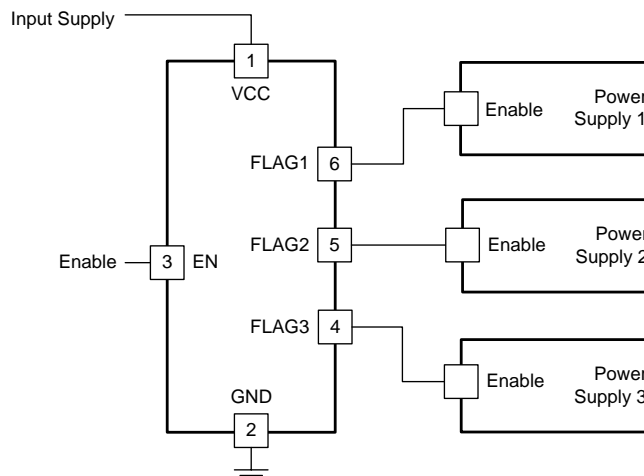 Input Supply
1
VCC
Enable
Power
Supply 1
FLAG1
6
FLAG2
5
Enable
Power
Supply 2
Enable
3
EN
FLAG3
4
Enable
Power
Supply 3
GND
2